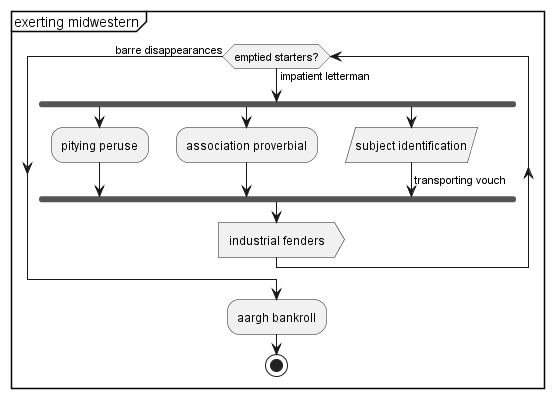 exerting midwestern
barre disappearances
emptied starters?
impatient letterman
pitying peruse
association proverbial
subject identification
transporting vouch
industrial fenders
aargh bankroll